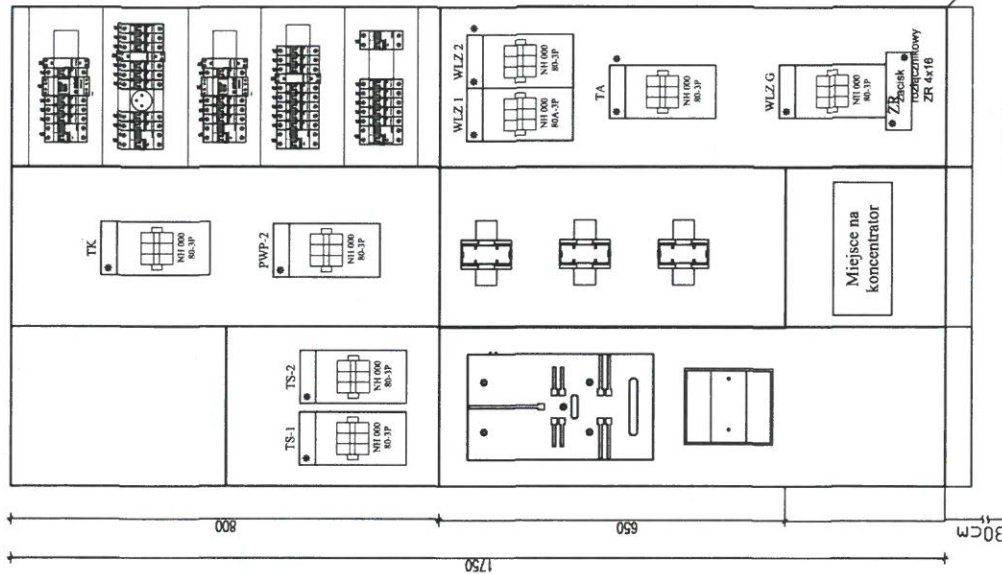 WLZ 2
NH 000
80-3P
WLZ 1
NH 000
80A-3P
TA
NH 000
80-3P
WLZ G
NH 000
80-3P
ZR
zacisk
rozłącznikowy
ZR 4x16
TK
NH 000
80-3P
PWP-2
NH 000
80-3P
Miejsce na
koncentrator
TS-2
NH 000
80-3P
TS-1
NH 000
80-3P
800
650
30CM
1750